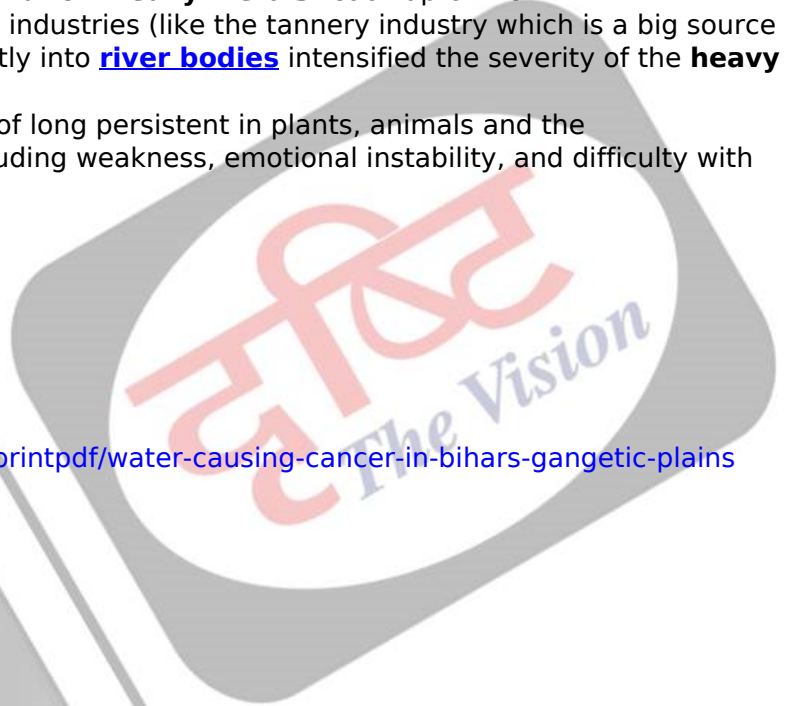 industries (like the tannery industry which is a big source
tly into river bodies intensified the severity of the heavy
of long persistent in plants, animals and the
uding weakness, emotional instability, and difficulty with
दृष्टि
The Vision
printpdf/water-causing-cancer-in-bihars-gangetic-plains